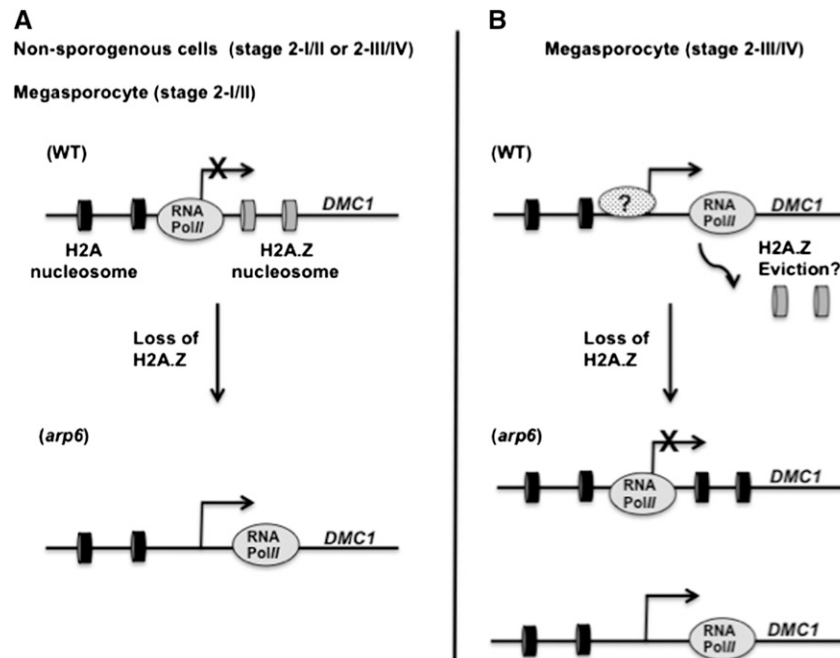 A
Non-sporogenous cells (stage 2-I/II or 2-III/IV)
Megasporocyte (stage 2-I/II)
(WT)
X
RNA
PolII
DMC1
H2A
nucleosome
H2A.Z
nucleosome
Loss of
H2A.Z
(arp6)
RNA
PolII
DMC1
B
Megasporocyte (stage 2-III/IV)
(WT)
?
RNA
PolII
DMC1
H2A.Z
Eviction?
Loss of
H2A.Z
(arp6)
X
RNA
PolII
DMC1
RNA
PolII
DMC1